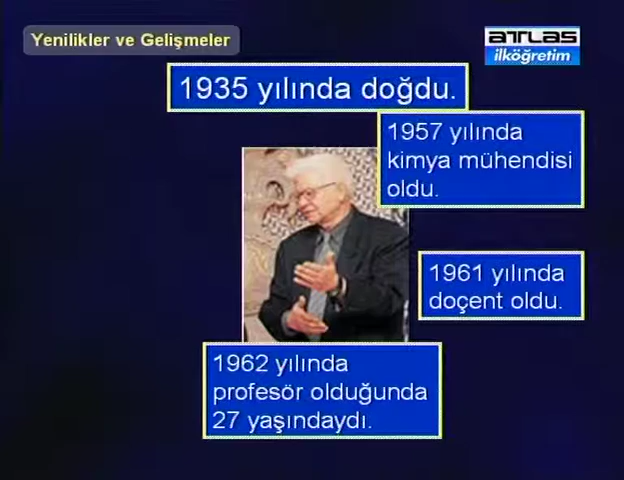 Yenilikler ve Gelişmeler
ATLAS
ilköğretim
1935 yılında doğdu.
1957 yılında
kimya mühendisi
oldu.
1961 yılında
doçent oldu.
1962 yılında
profesör olduğunda
27 yaşındaydı.